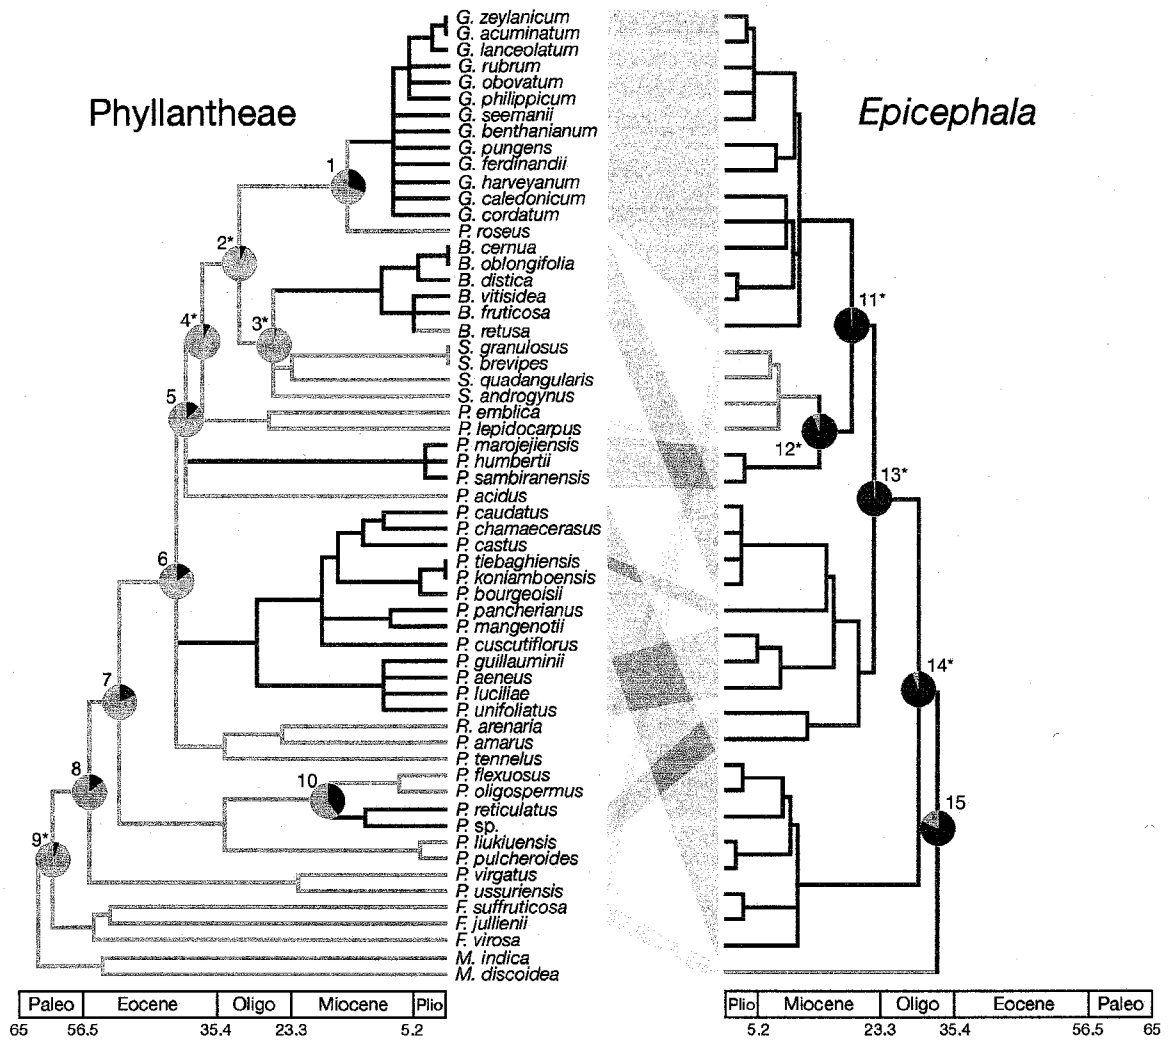 Phyllantheae
Epicephala
G. zeylanicum
G. acuminatum
G. lanceolatum
G. rubrum
G. obovatum
G. philippicum
G. seemanii
G. benthanianum
G. pungens
G. ferdinandii
G. harveyanum
G. caledonicum
G. cordatum
P. roseus
B. cernua
B. oblongifolia
B. distica
B. vitisidea
B. fruticosa
B. retusa
S. granulosus
S. brevipes
S. quadangularis
S. androgynus
P. emblica
P. lepidocarpus
P. marojejiensis
P. humbertii
P. sambiranensis
P. acidus
P. caudatus
P. chamaecerasus
P. castus
P. tiebaghiensis
P. koniamboensis
P. bourgeoisii
P. pancherianus
P. mangenotii
P. cuscutiflorus
P. guillauminii
P. aeneus
P. luciliae
P. unifoliatus
R. arenaria
P. amarus
P. tennelus
P. flexuosus
P. oligospermus
P. reticulatus
P. sp.
P. liukiuensis
P. pulcheroides
P. virgatus
P. ussuriensis
F. suffruticosa
F. jullienii
F. virosa
M. indica
M. discoidea
1
2*
3*
4*
5
6
7
8
9*
10
11*
12*
13*
14*
15
Paleo Eocene Oligo Miocene Plio
65 56.5 35.4 23.3 5.2
Plio Miocene Oligo Eocene Paleo
5.2 23.3 35.4 56.5 65